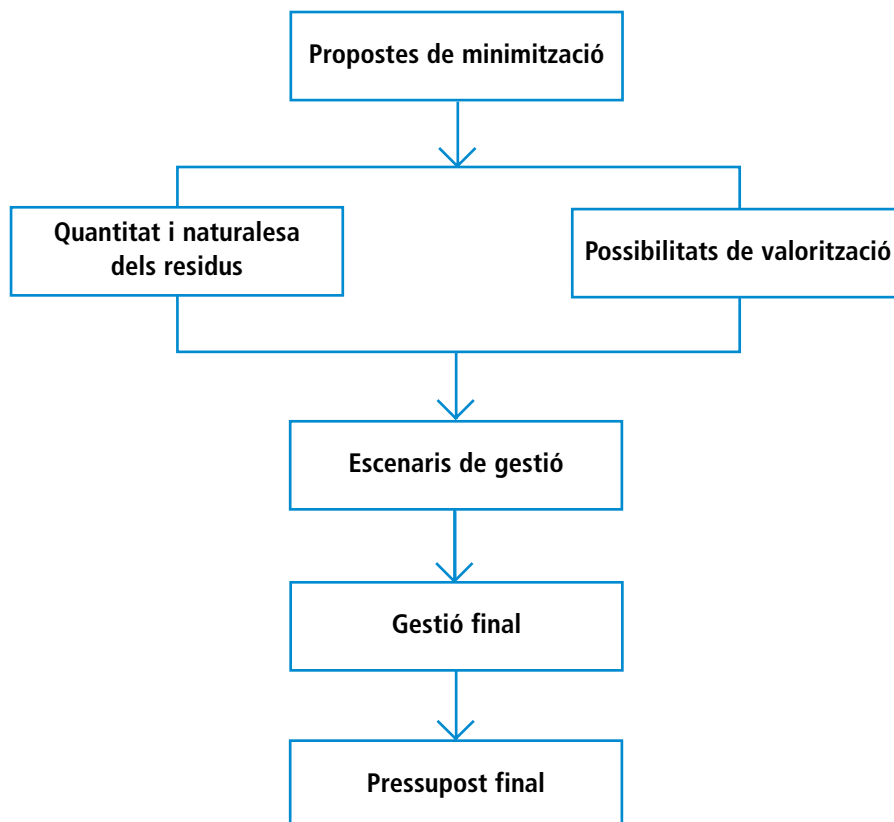 Propostes de minimització
Quantitat i naturalesa
dels residus
Possibilitats de valorització
Escenaris de gestió
Gestió final
Pressupost final